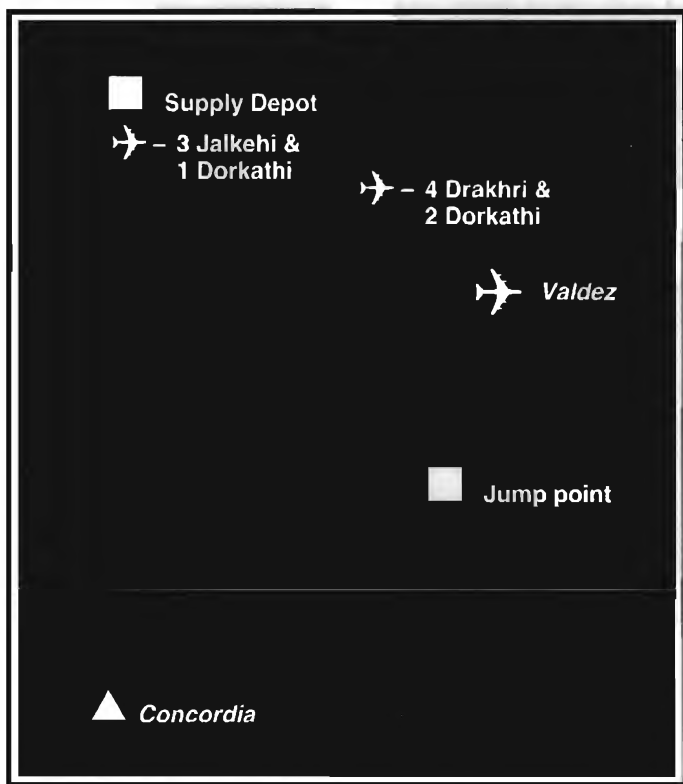 Supply Depot
– 3 Jalkehi &
1 Dorkathi
– 4 Drakhri &
2 Dorkathi
Valdez
Jump point
Concordia